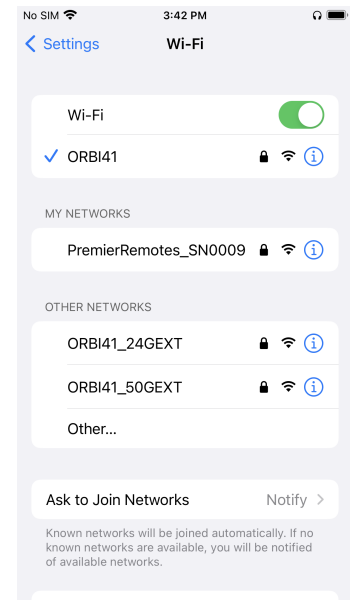 No SIM 3:42 PM
Settings Wi-Fi
Wi-Fi
ORBI41
MY NETWORKS
PremierRemotes_SN0009
OTHER NETWORKS
ORBI41_24GEXT
ORBI41_50GEXT
Other...
Ask to Join Networks Notify
Known networks will be joined automatically. If no
known networks are available, you will be notified
of available networks.